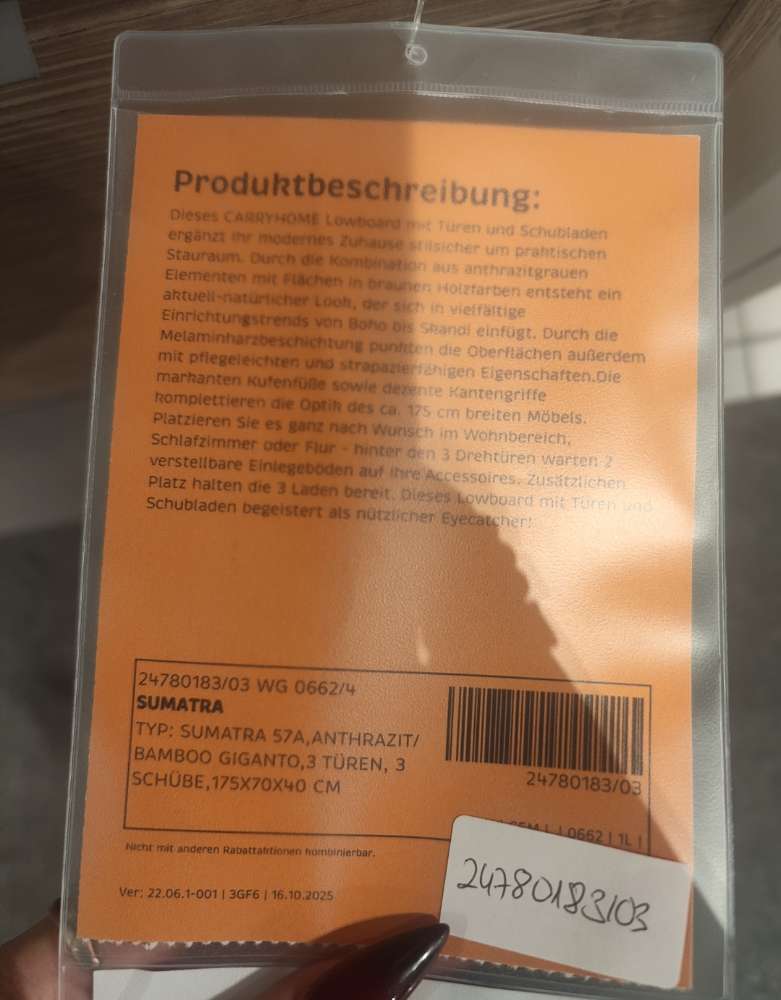 Produktbeschreibung:
Dieses CARRYHOME Lowboard mit Türen und Schubladen
ergänzt Ihr modernes Zuhause stilsicher um praktischen
Stauraum. Durch die Kombination aus anthrazitgrauen
Elementen mit Flächen in braunen Holzfarben entsteht ein
aktuell-natürlicher Look, der sich in vielfältige
Einrichtungstrends von Boho bis Skandi einfügt. Durch die
Melaminharzbeschichtung punkten die Oberflächen außerdem
mit pflegeleichten und strapazierfähigen Eigenschaften.Die
markanten Kufenfüße sowie dezente Kantengriffe
komplettieren die Optik des ca. 175 cm breiten Möbels.
Platzieren Sie es ganz nach Wunsch im Wohnbereich,
Schlafzimmer oder Flur - hinter den 3 Drehtüren warten 2
verstellbare Einlegeböden auf Ihre Accessoires. Zusätzlichen
Platz halten die 3 Laden bereit. Dieses Lowboard mit Türen und
Schubladen begeistert als nützlicher Eyecatcher!
24780183/03 WG 0662/4
SUMATRA
TYP: SUMATRA 57A,ANTHRAZIT/
BAMBOO GIGANTO,3 TÜREN, 3
SCHÜBE,175X70X40 CM
24780183/03
| 0662 | 1L |
Nicht mit anderen Rabattaktionen kombinierbar.
24780183/03
Ver: 22.06.1-001 | 3GF6 | 16.10.2025